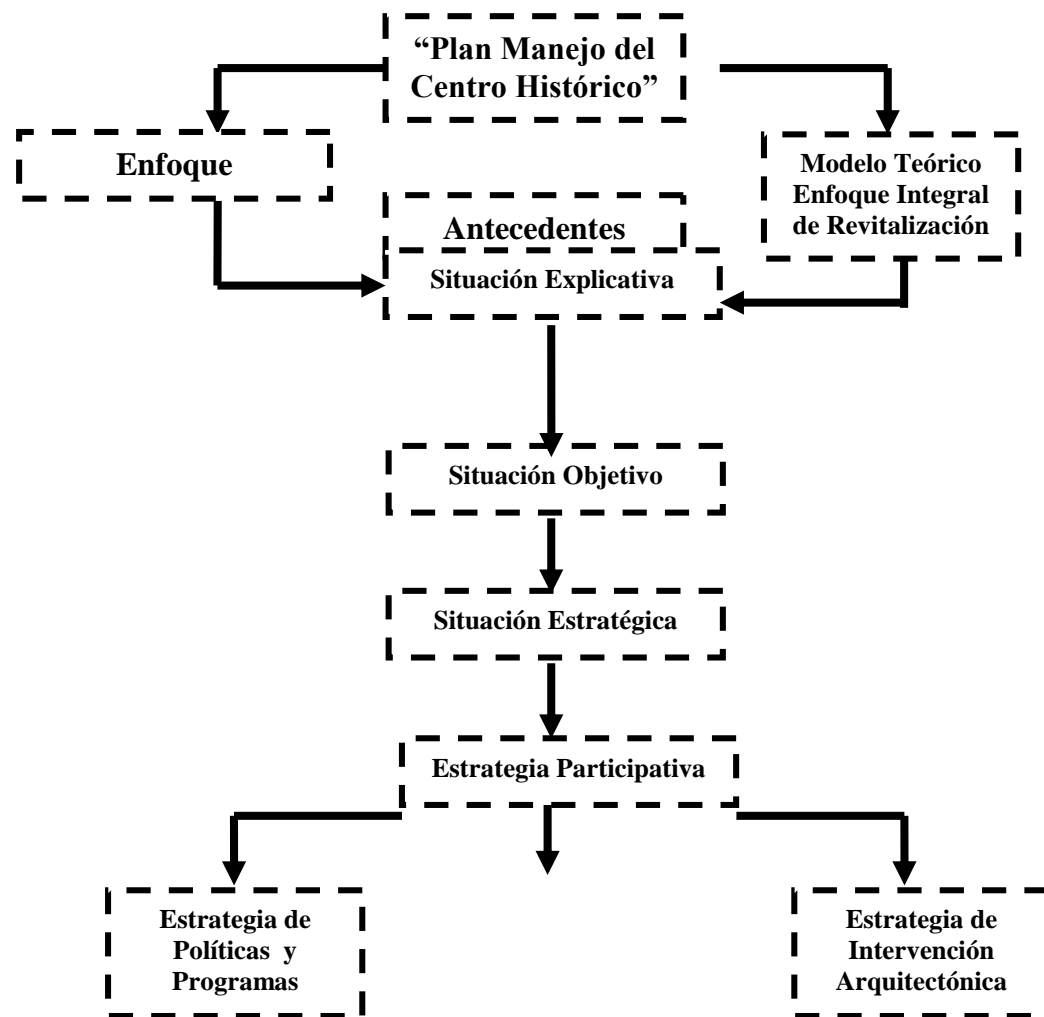 “Plan Manejo del
Centro Histórico”
Enfoque
Modelo Teórico
Enfoque Integral
de Revitalización
Antecedentes
Situación Explicativa
Situación Objetivo
Situación Estratégica
Estrategia Participativa
Estrategia de
Políticas y
Programas
Estrategia de
Intervención
Arquitectónica